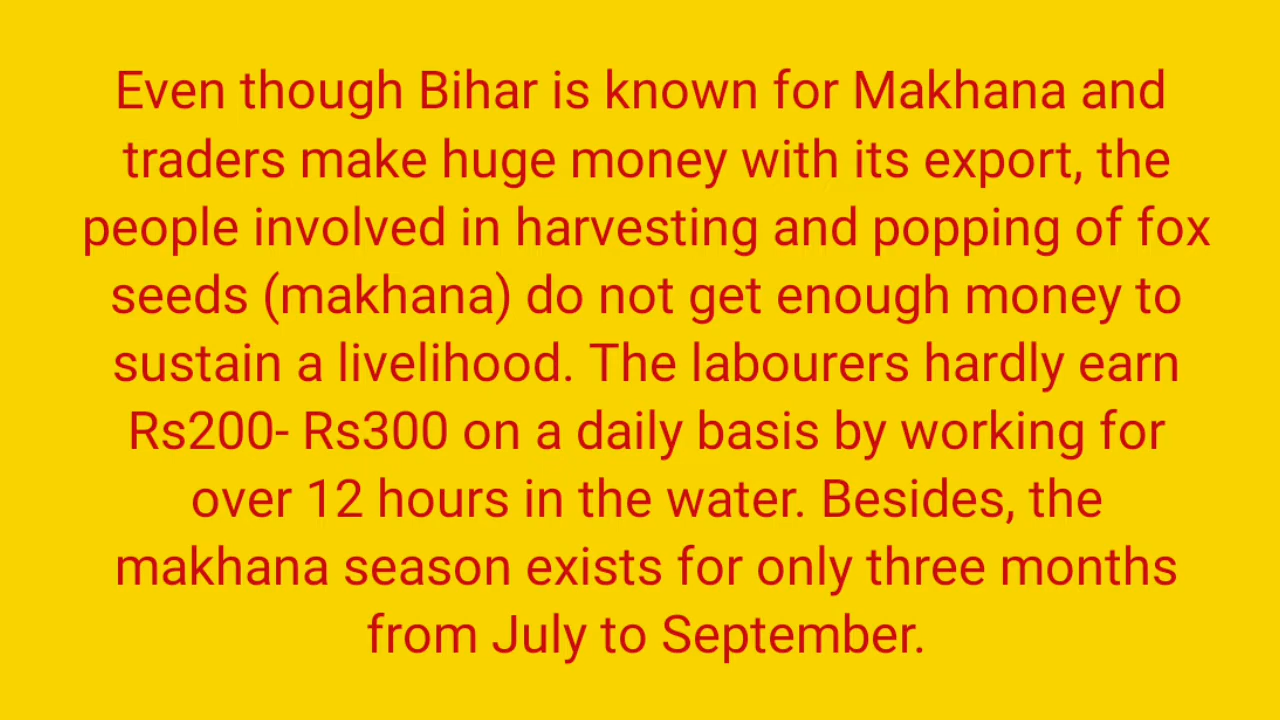 Even though Bihar is known for Makhana and
traders make huge money with its export, the
people involved in harvesting and popping of fox
seeds (makhana) do not get enough money to
sustain a livelihood. The labourers hardly earn
Rs200- Rs300 on a daily basis by working for
over 12 hours in the water. Besides, the
makhana season exists for only three months
from July to September.